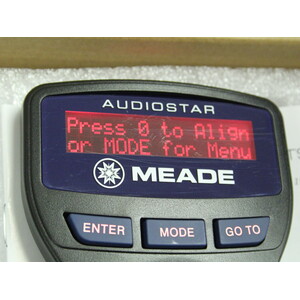 AUDIOSTAR
Press 0 to Align
or MODE for Menu
MEADE
ENTER
MODE
GO TO